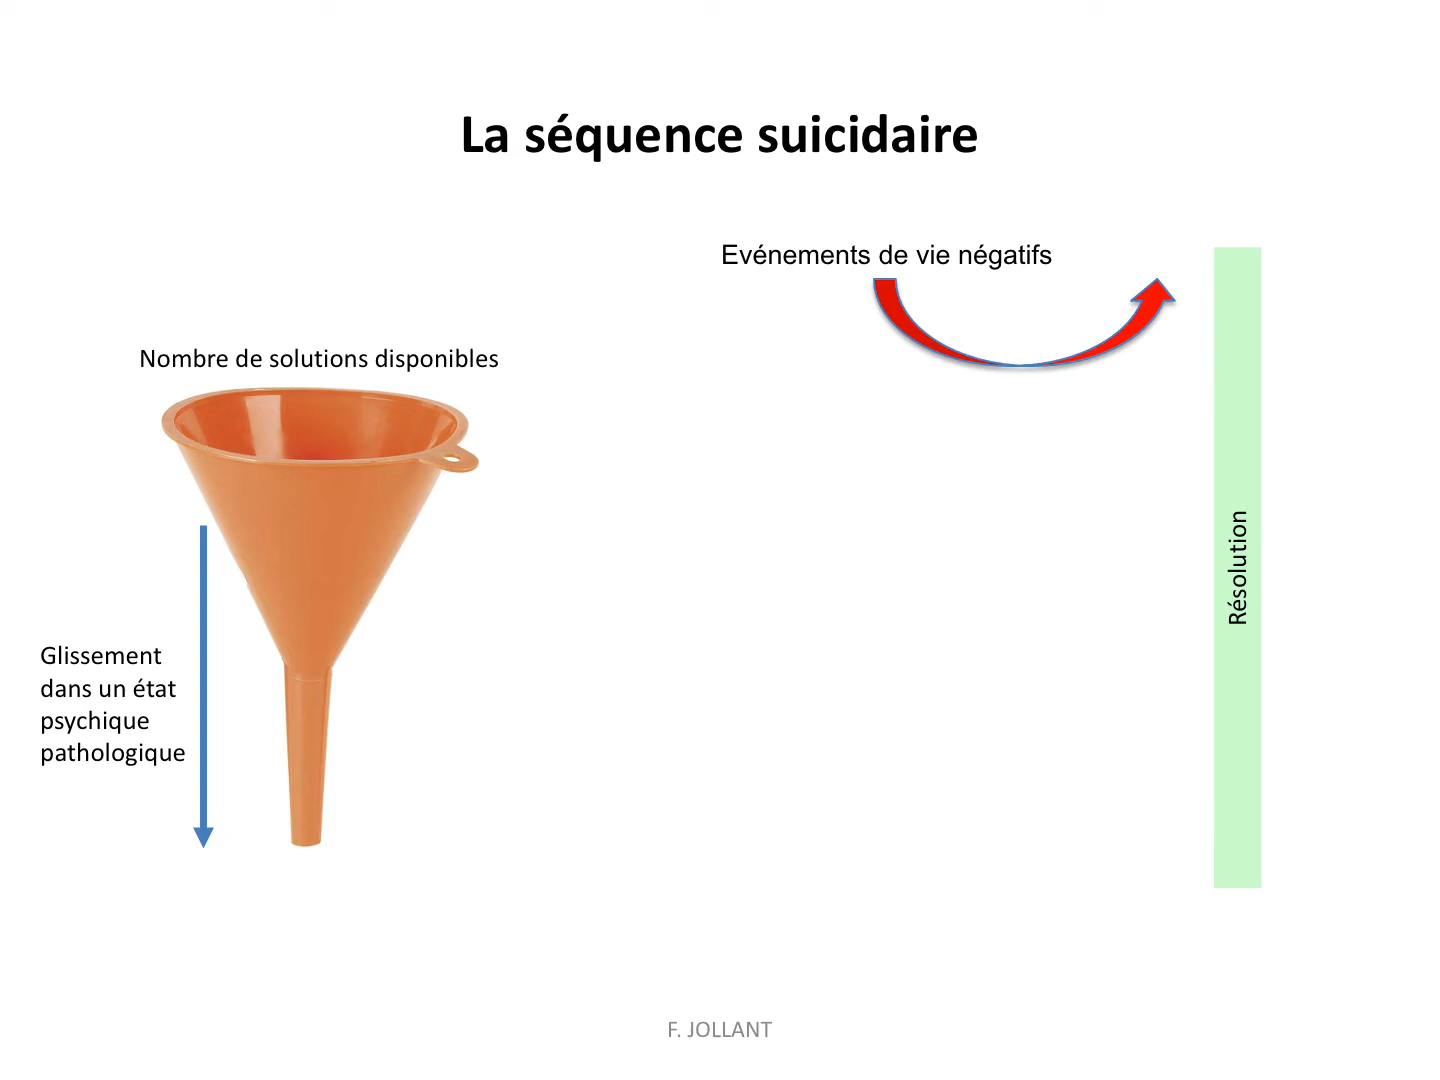 La séquence suicidaire
Evénements de vie négatifs
Nombre de solutions disponibles
Glissement
dans un état
psychique
pathologique
Résolution
F. JOLLANT